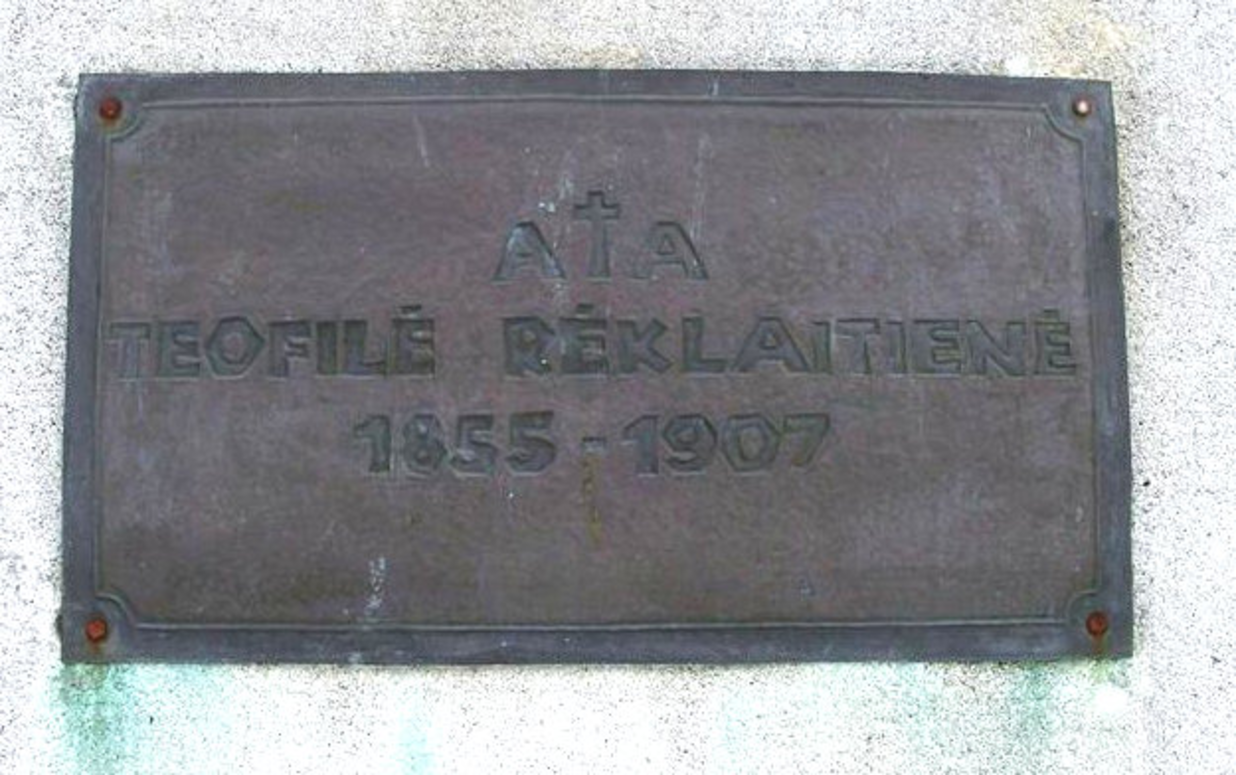 A†A
TEOFILĖ RĖKLAITIENĖ
1855-1907